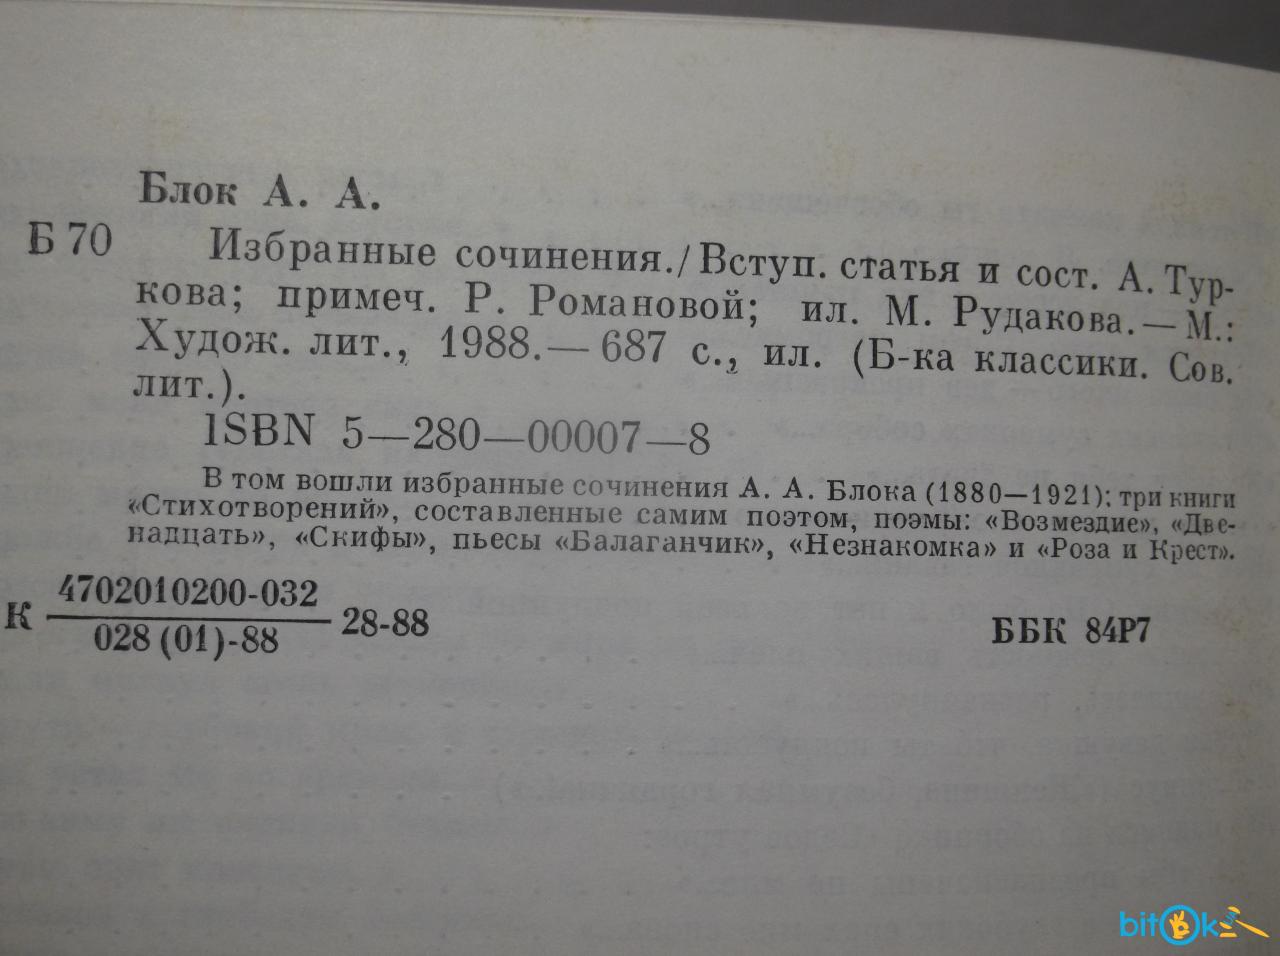 Блок А. А.
Б 70 Избранные сочинения./Вступ. статья и сост. А. Тур-
кова; примеч. Р. Романовой; ил. М. Рудакова.— М.:
Худож. лит., 1988.— 687 с., ил. (Б-ка классики. Сов.
лит.).
ISBN 5—280—00007—8
В том вошли избранные сочинения А. А. Блока (1880—1921): три книги
«Стихотворений», составленные самим поэтом, поэмы: «Возмездие», «Две-
надцать», «Скифы», пьесы «Балаганчик», «Незнакомка» и «Роза и Крест».
4702010200-032
К 28-88
028 (01)-88
ББК 84Р7
bitok